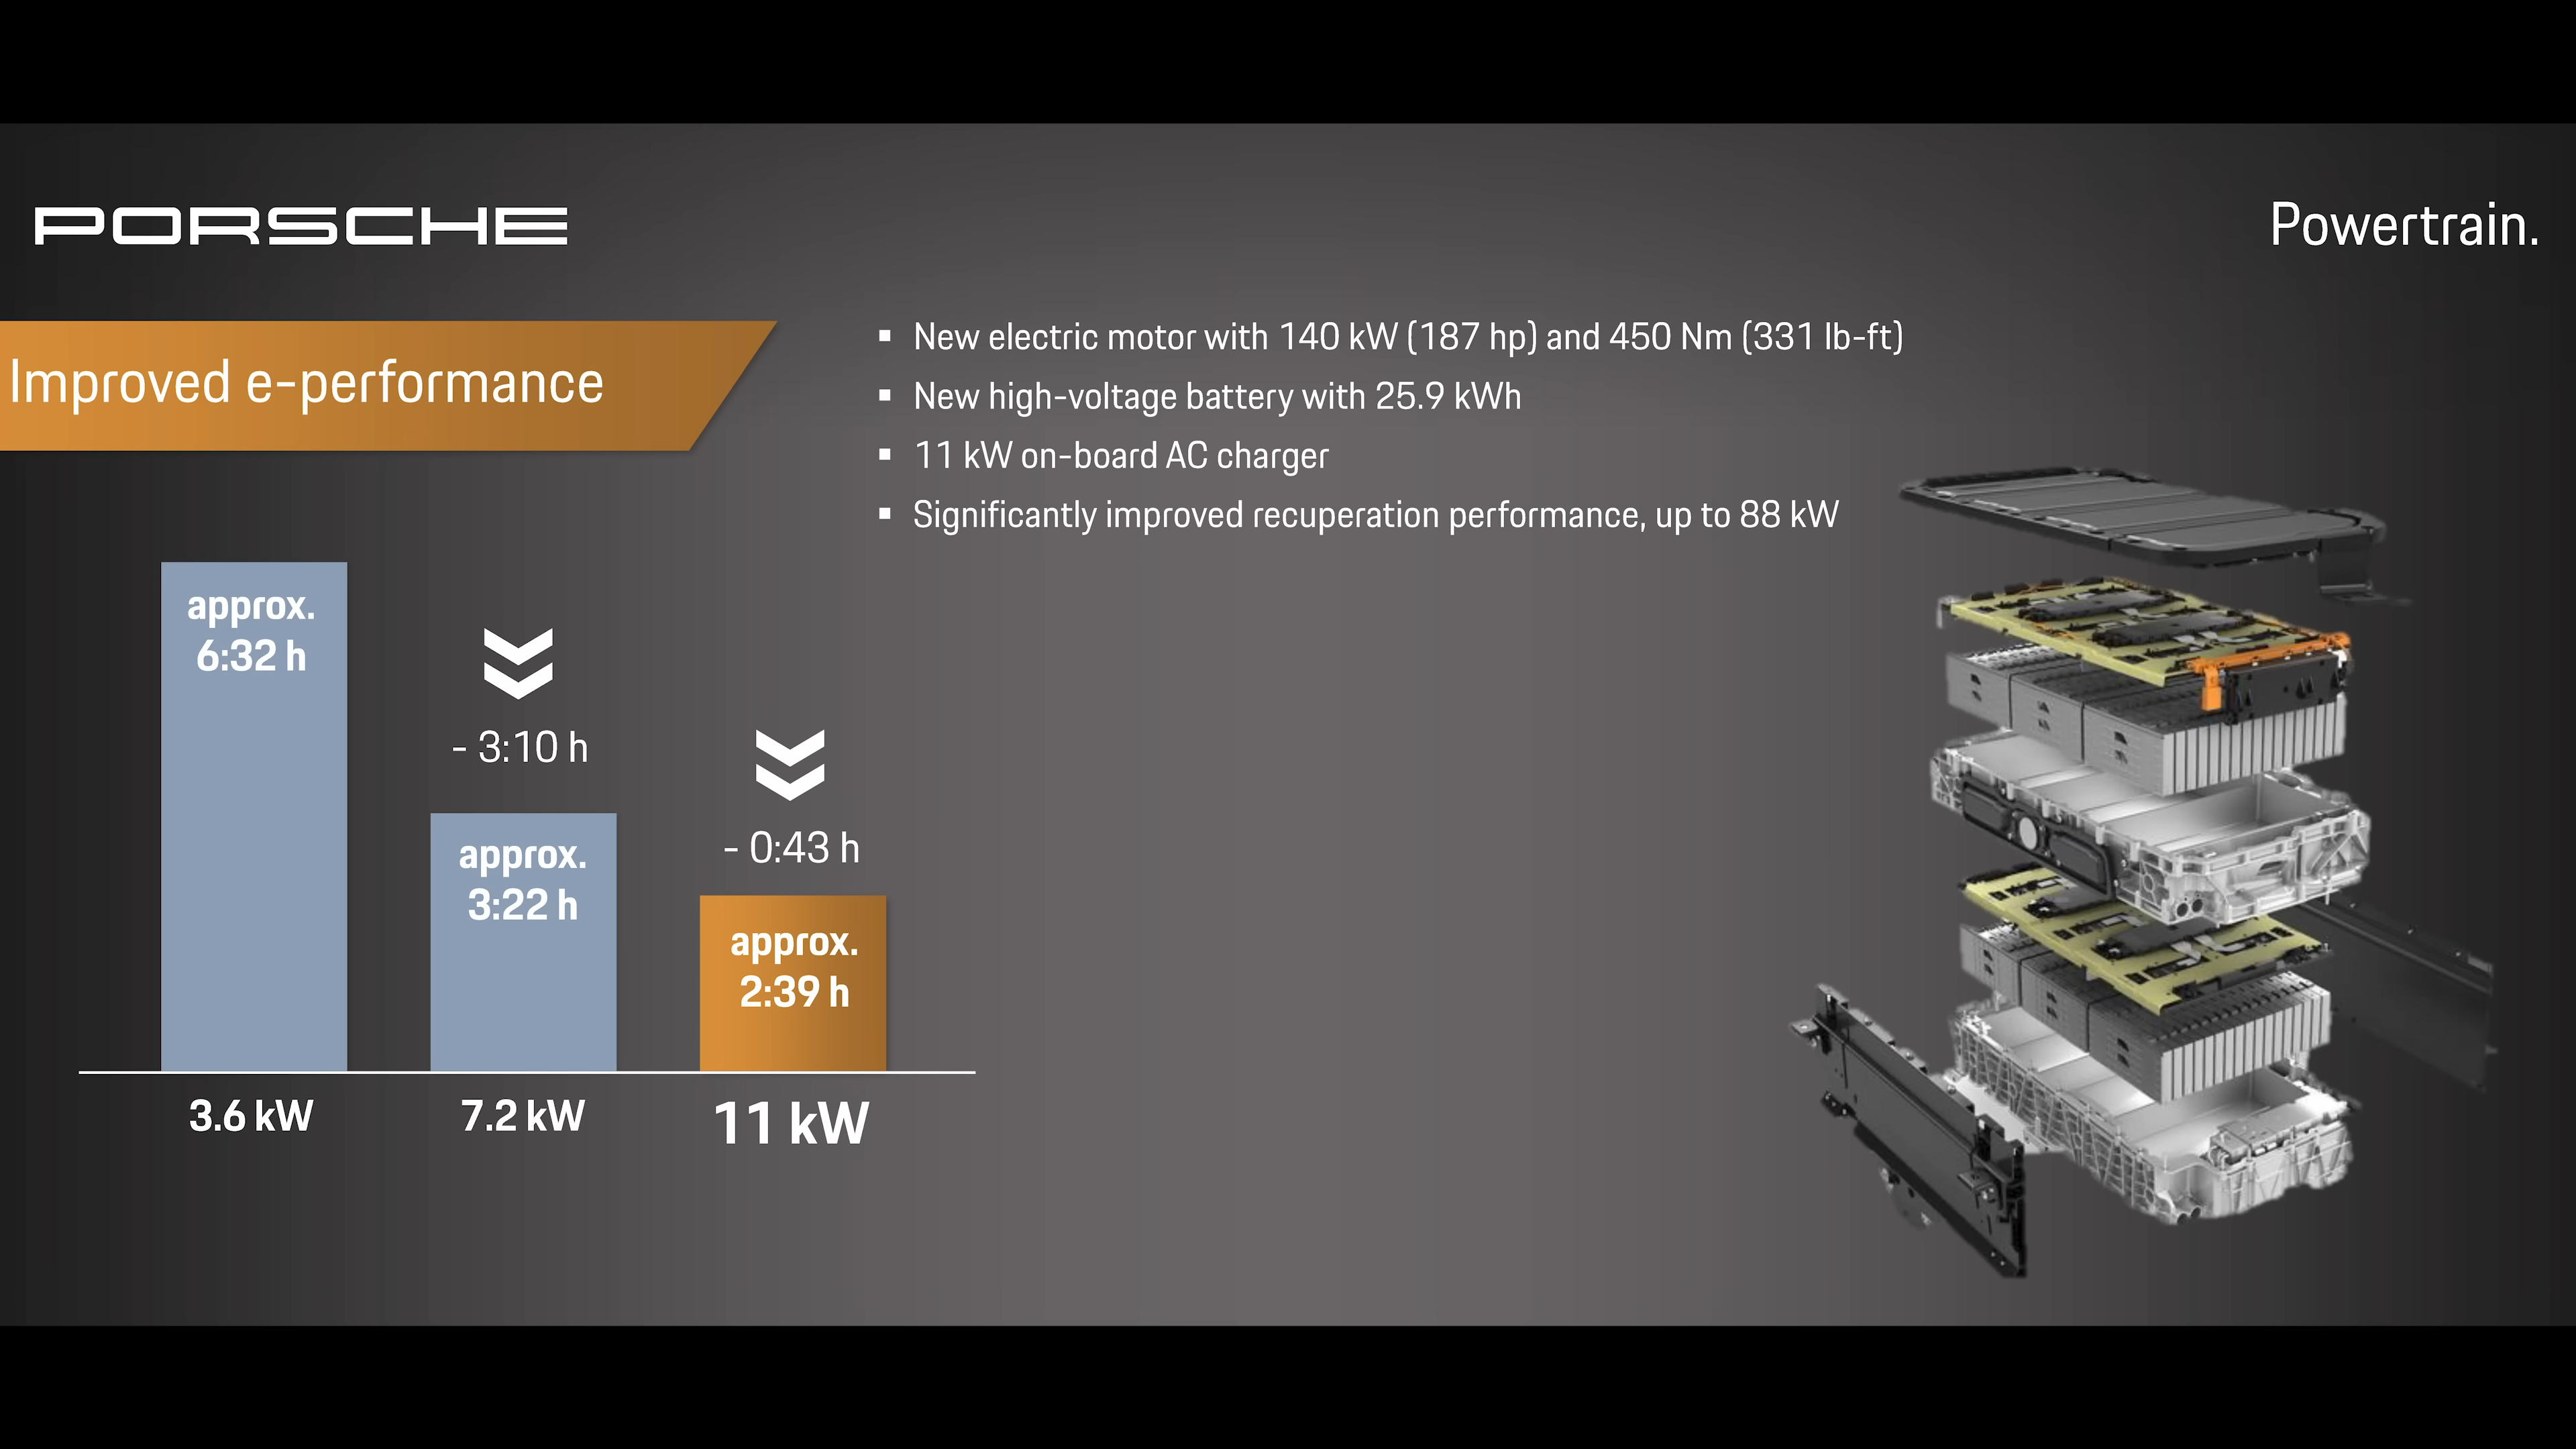 PORSCHE
Powertrain.
Improved e-performance
▪ New electric motor with 140 kW (187 hp) and 450 Nm (331 lb-ft)
▪ New high-voltage battery with 25.9 kWh
▪ 11 kW on-board AC charger
▪ Significantly improved recuperation performance, up to 88 kW
approx.
6:32 h
- 3:10 h
approx.
3:22 h
- 0:43 h
approx.
2:39 h
3.6 kW
7.2 kW
11 kW